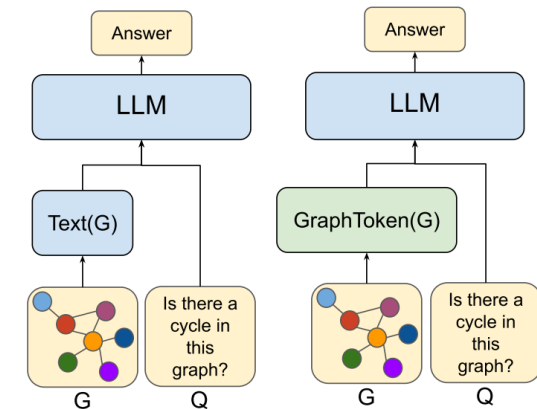 Answer
LLM
Text(G)
Is there a
cycle in
this
graph?
G
Q
Answer
LLM
GraphToken(G)
Is there a
cycle in
this
graph?
G
Q